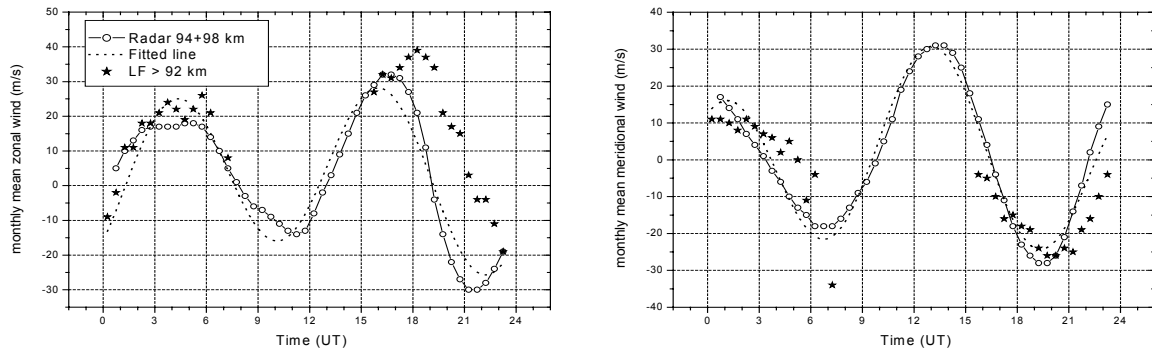 50
40
30
20
10
0
-10
-20
-30
monthly mean zonal wind (m/s)
Radar 94+98 km
Fitted line
LF > 92 km
0 3 6 9 12 15 18 21 24
Time (UT)
40
30
20
10
0
-10
-20
-30
-40
monthly mean meridional wind (m/s)
0 3 6 9 12 15 18 21 24
Time (UT)